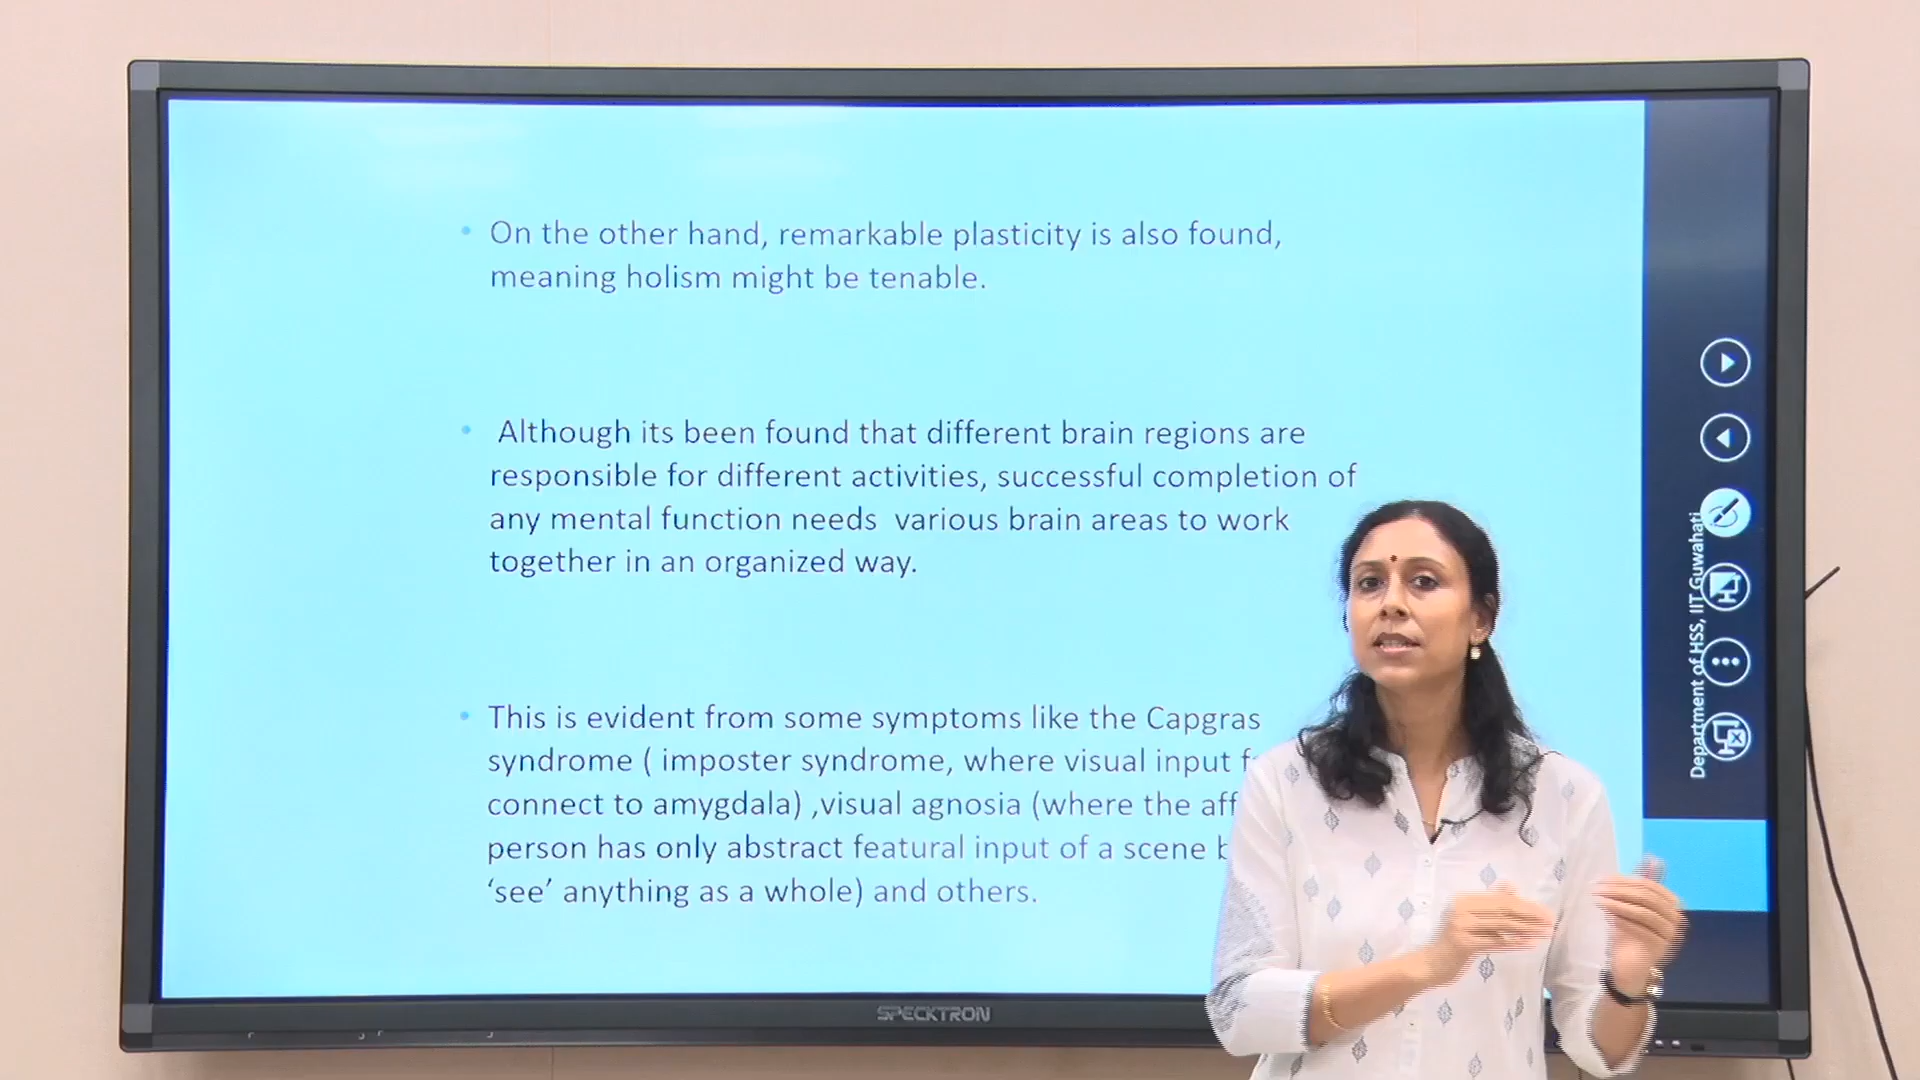 On the other hand, remarkable plasticity is also found,
meaning holism might be tenable.
Although its been found that different brain regions are
responsible for different activities, successful completion of
any mental function needs various brain areas to work
together in an organized way.
This is evident from some symptoms like the Capgras
syndrome ( imposter syndrome, where visual input
connect to amygdala) ,visual agnosia (where the
person has only abstract featural input of a scene
‘see’ anything as a whole) and others.
Department of HSS, IIT Guwahati
SPECKTRON